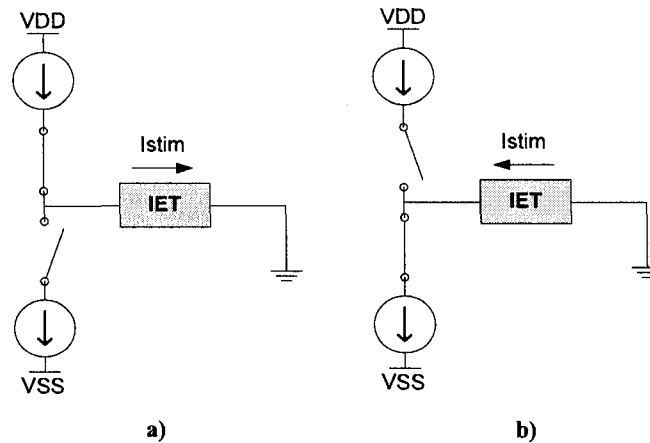 VDD
Istim
IET
VSS
a)
VDD
Istim
IET
VSS
b)